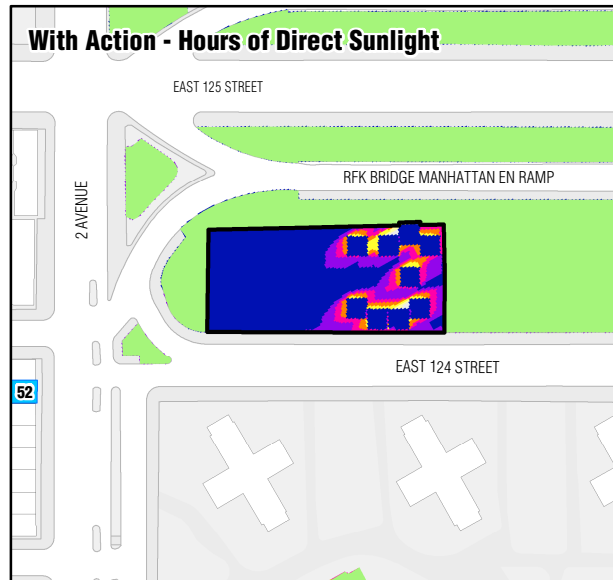 With Action - Hours of Direct Sunlight
EAST 125 STREET
RFK BRIDGE MANHATTAN EN RAMP
2 AVENUE
EAST 124 STREET
52